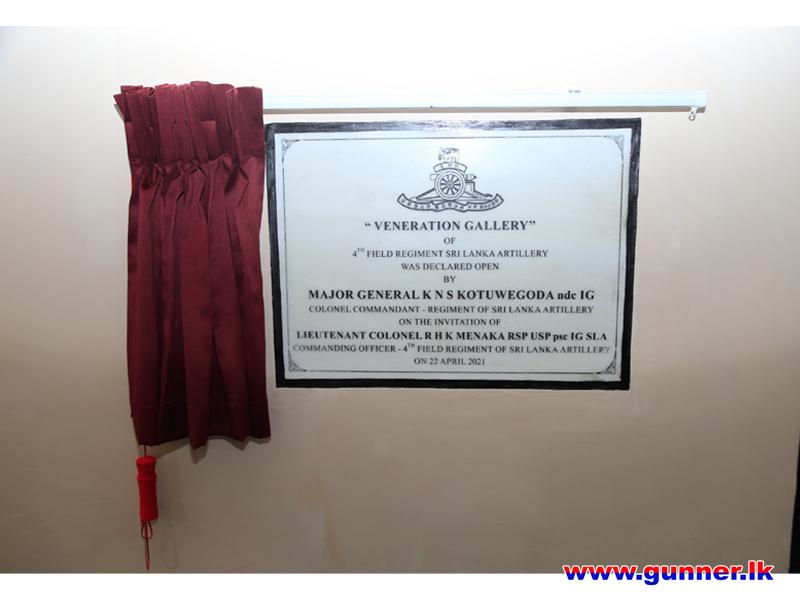 “ VENERATION GALLERY”
OF
4TH FIELD REGIMENT SRI LANKA ARTILLERY
WAS DECLARED OPEN
BY
MAJOR GENERAL K N S KOTUWEGODA ndc IG
COLONEL COMMANDANT - REGIMENT OF SRI LANKA ARTILLERY
ON THE INVITATION OF
LIEUTENANT COLONEL R H K MENAKA RSP USP psc IG SLA
COMMANDING OFFICER - 4TH FIELD REGIMENT OF SRI LANKA ARTILLERY
ON 22 APRIL 2021
www.gunner.lk